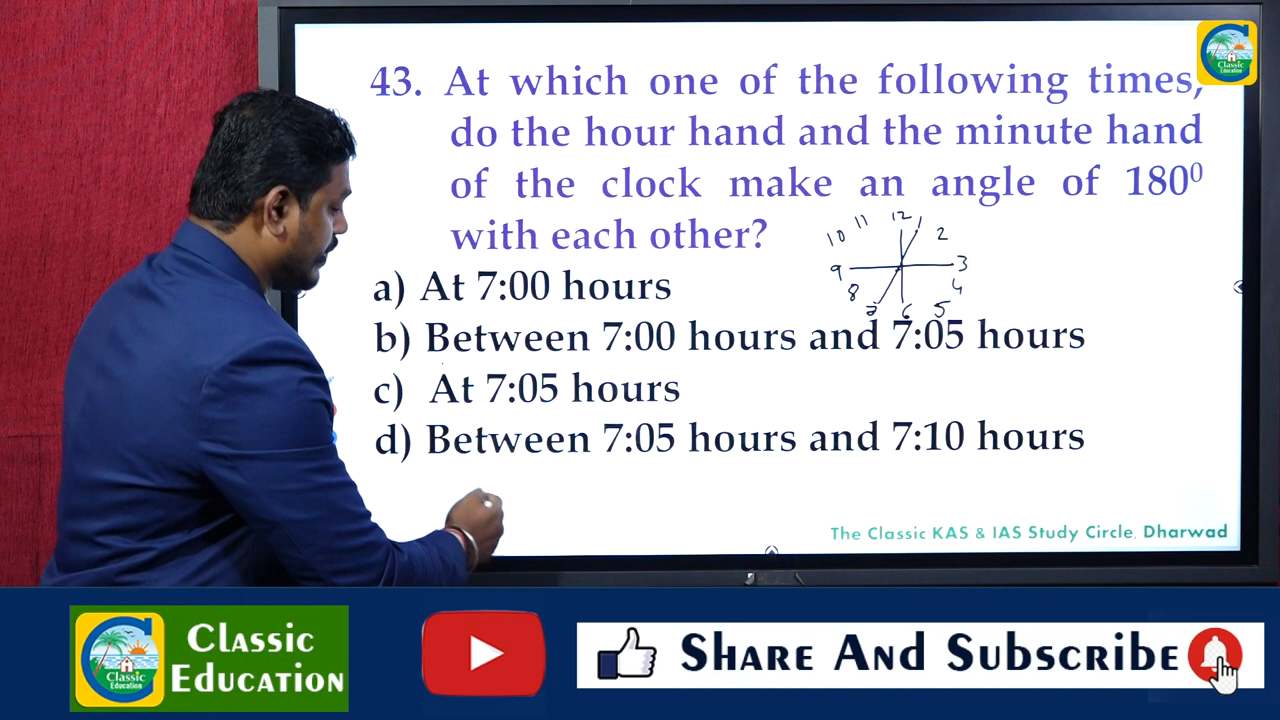 43. At which one of the following times,
do the hour hand and the minute hand
of the clock make an angle of 180⁰
with each other?
12 1 2 3 4 5 6 7 8 9 10 11
a) At 7:00 hours
b) Between 7:00 hours and 7:05 hours
c) At 7:05 hours
d) Between 7:05 hours and 7:10 hours
The Classic KAS & IAS Study Circle, Dharwad
Classic
Education
Classic
Education
Classic
Education
SHARE AND SUBSCRIBE